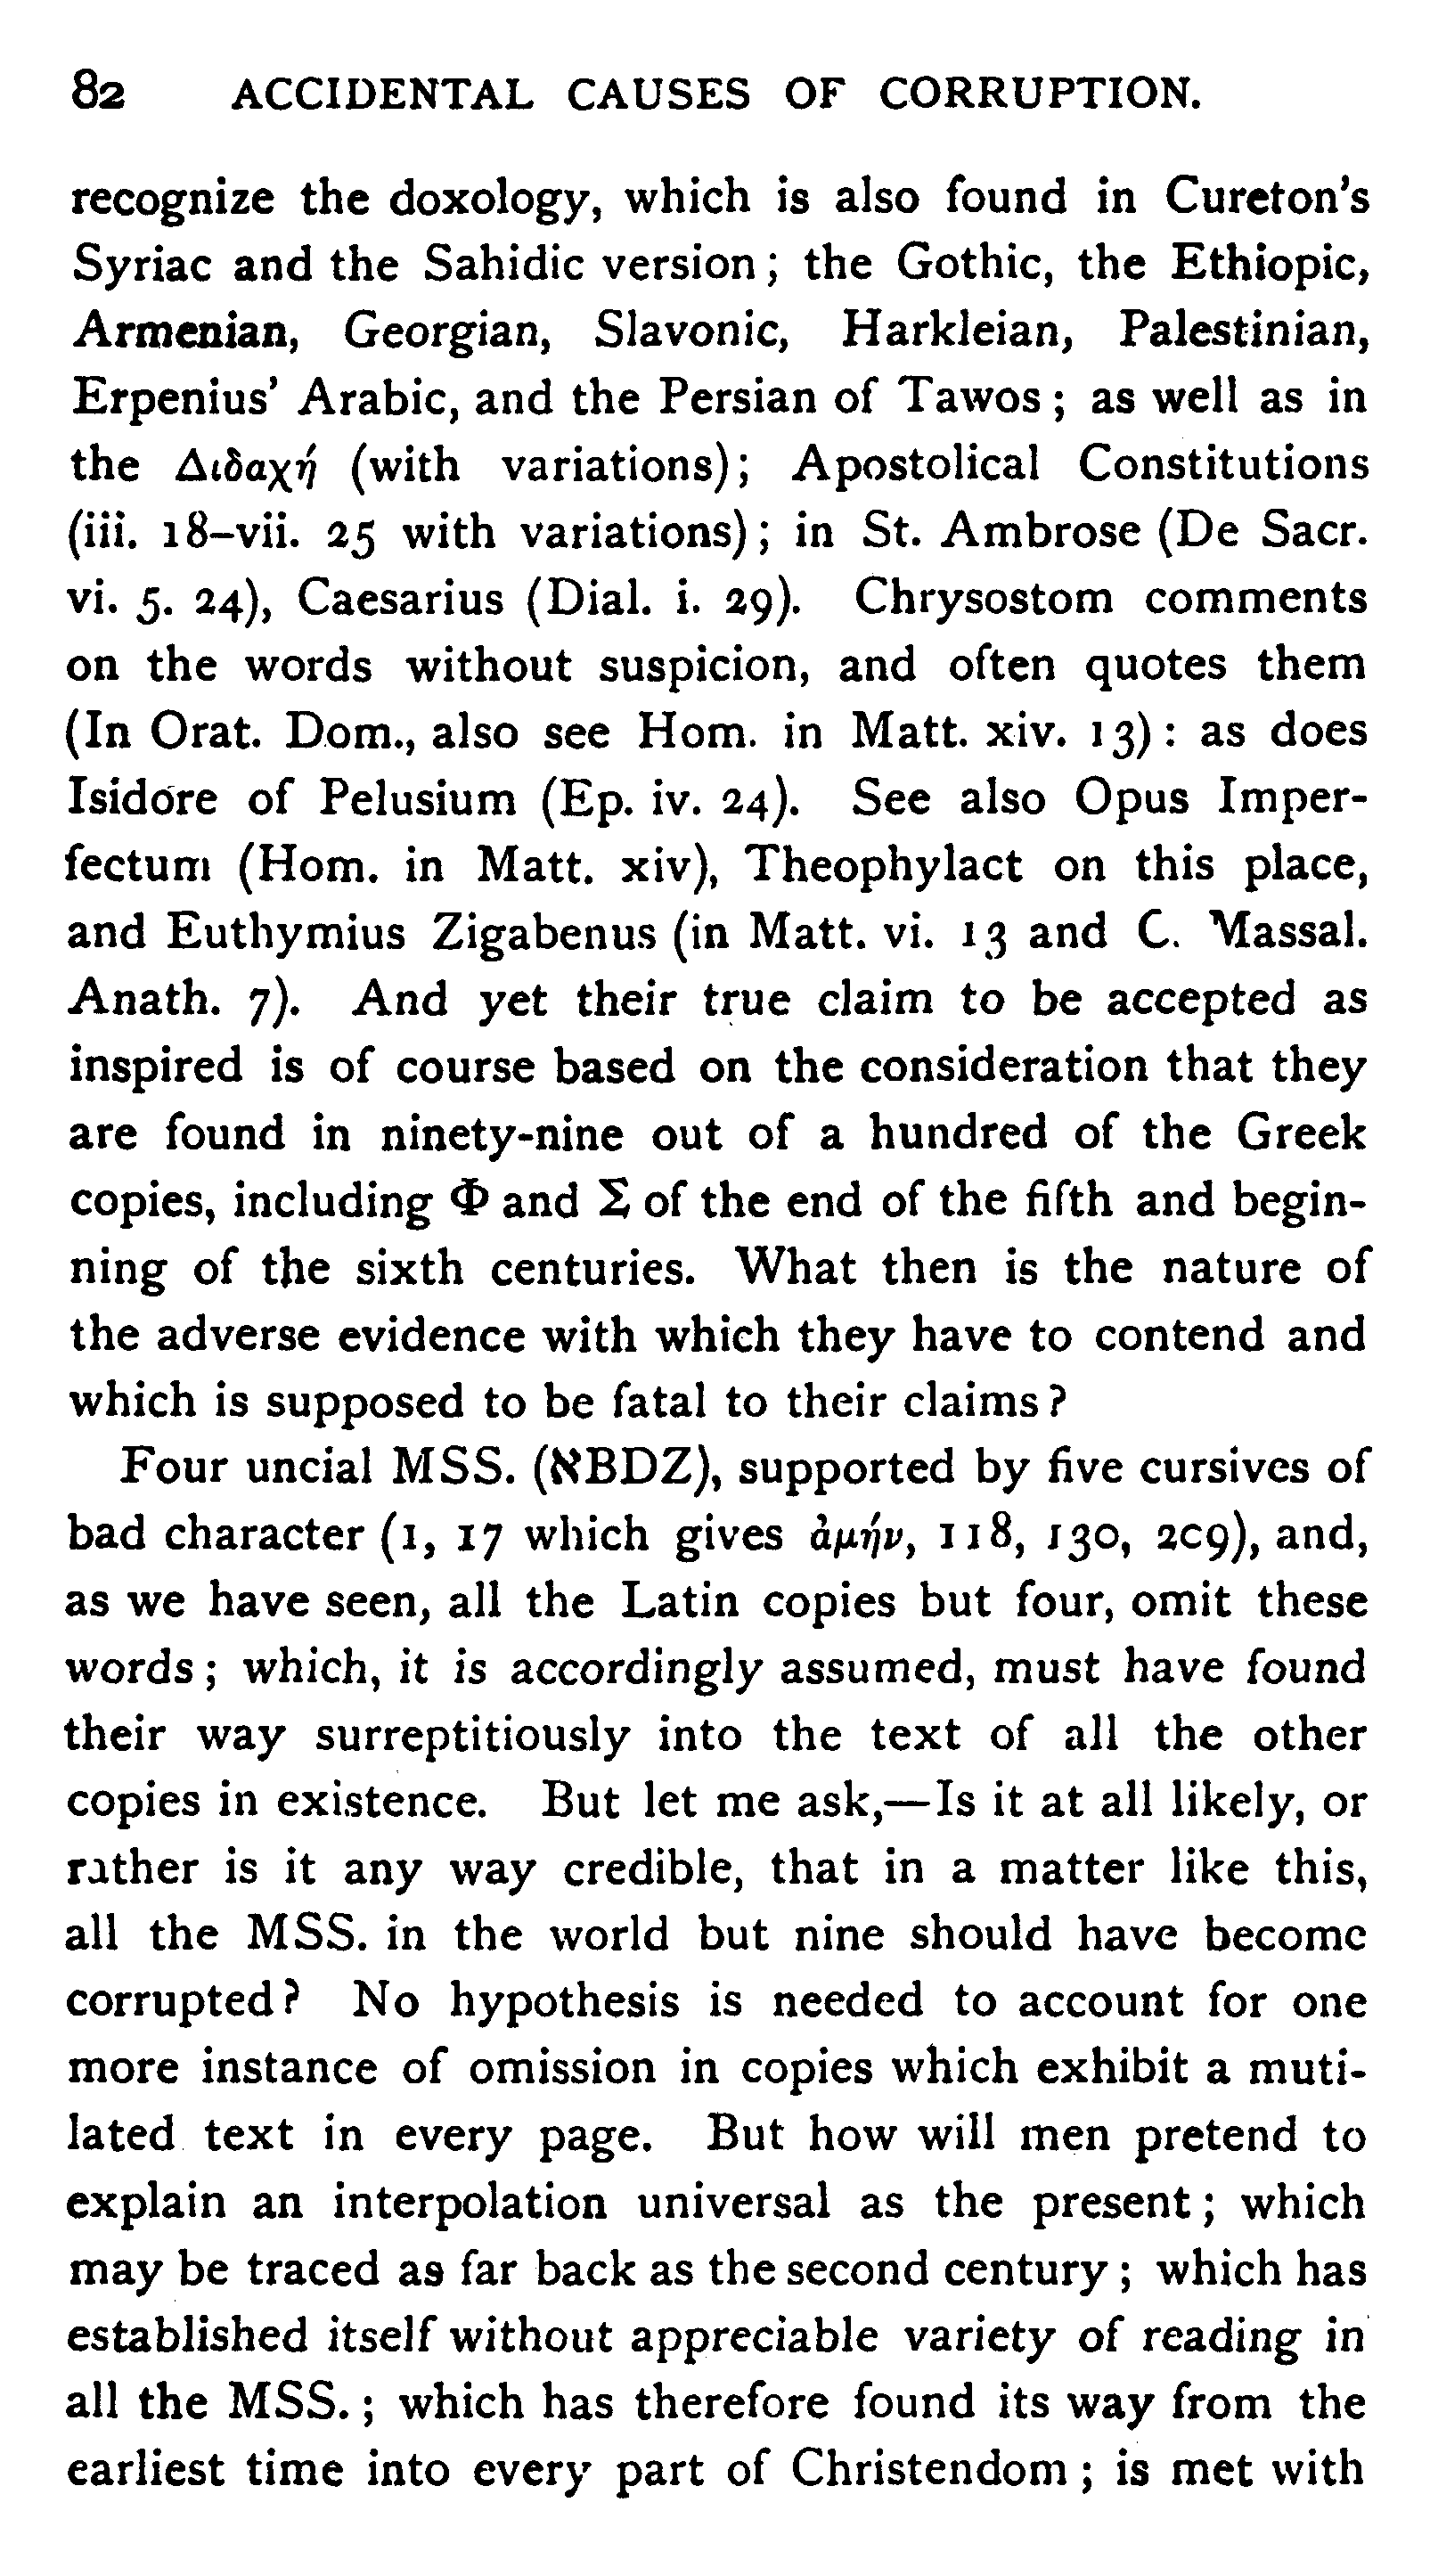 82 ACCIDENTAL CAUSES OF CORRUPTION.
recognize the doxology, which is also found in Cureton's
Syriac and the Sahidic version; the Gothic, the Ethiopic,
Armenian, Georgian, Slavonic, Harkleian, Palestinian,
Erpenius' Arabic, and the Persian of Tawos; as well as in
the Διδαχή (with variations); Apostolical Constitutions
(iii. 18–vii. 25 with variations); in St. Ambrose (De Sacr.
vi. 5. 24), Caesarius (Dial. i. 29). Chrysostom comments
on the words without suspicion, and often quotes them
(In Orat. Dom., also see Hom. in Matt. xiv. 13): as does
Isidore of Pelusium (Ep. iv. 24). See also Opus Imper-
fectum (Hom. in Matt. xiv), Theophylact on this place,
and Euthymius Zigabenus (in Matt. vi. 13 and C. Massal.
Anath. 7). And yet their true claim to be accepted as
inspired is of course based on the consideration that they
are found in ninety-nine out of a hundred of the Greek
copies, including Φ and Σ of the end of the fifth and begin-
ning of the sixth centuries. What then is the nature of
the adverse evidence with which they have to contend and
which is supposed to be fatal to their claims?
Four uncial MSS. (אBDZ), supported by five cursives of
bad character (1, 17 which gives ἀμήν, 118, 130, 209), and,
as we have seen, all the Latin copies but four, omit these
words; which, it is accordingly assumed, must have found
their way surreptitiously into the text of all the other
copies in existence. But let me ask,—Is it at all likely, or
rather is it any way credible, that in a matter like this,
all the MSS. in the world but nine should have become
corrupted? No hypothesis is needed to account for one
more instance of omission in copies which exhibit a muti-
lated text in every page. But how will men pretend to
explain an interpolation universal as the present; which
may be traced as far back as the second century; which has
established itself without appreciable variety of reading in
all the MSS.; which has therefore found its way from the
earliest time into every part of Christendom; is met with